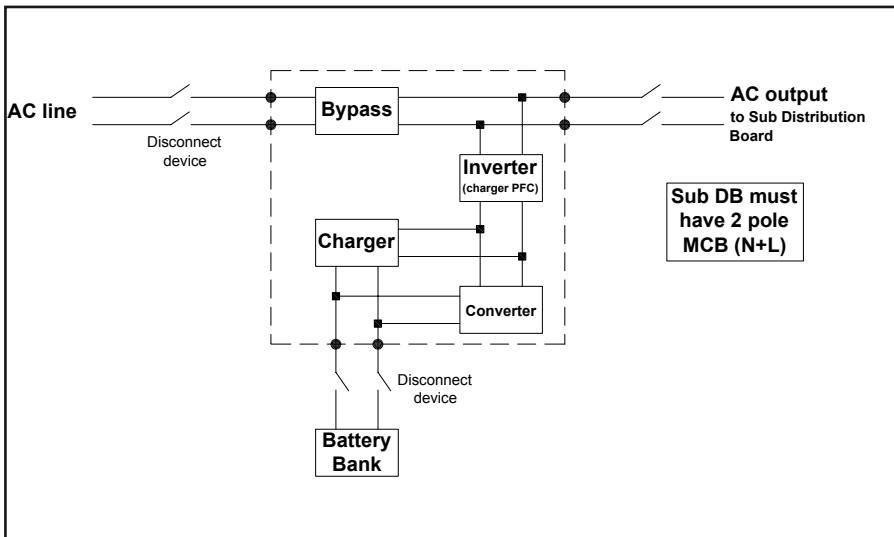 AC line
Disconnect
device
Bypass
AC output
to Sub Distribution
Board
Inverter
(charger PFC)
Sub DB must
have 2 pole
MCB (N+L)
Charger
Converter
Disconnect
device
Battery
Bank